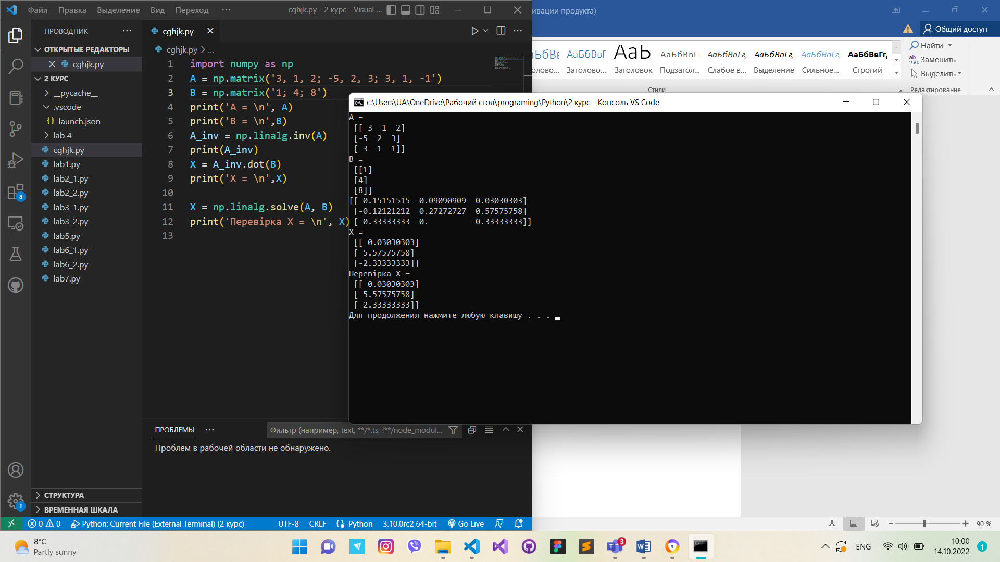 Файл Правка Выделение Вид Переход ··· cghjk.py - 2 курс - Visual ...
ивации продукта)
ПРОВОДНИК ···
cghjk.py
Общий доступ
ОТКРЫТЫЕ РЕДАКТОРЫ
cghjk.py
2 КУРС
__pycache__
.vscode
launch.json
lab 4
cghjk.py
lab1.py
lab2_1.py
lab2_2.py
lab3_1.py
lab3_2.py
lab5.py
lab6_1.py
lab6_2.py
lab7.py
СТРУКТУРА
ВРЕМЕННАЯ ШКАЛА
8
1
cghjk.py > ...
1 import numpy as np
2 A = np.matrix('3, 1, 2; -5, 2, 3; 3, 1, -1')
3 B = np.matrix('1; 4; 8')
4 print('A = \n', A)
5 print('B = \n',B)
6 A_inv = np.linalg.inv(A)
7 print(A_inv)
8 X = A_inv.dot(B)
9 print('X = \n',X)
10
11 X = np.linalg.solve(A, B)
12 print('Перевірка X = \n', X)
13
АаБбВі АаБбВгІ АаЬ АаБбВвГі АаБбВвГг, АаБбВвГг, АаБбВвГг, АаБбВвГг,
олово... Заголово... Заголовок Подзагол... Слабое в... Выделение Сильное... Строгий
Стили
Найти
Заменить
Выделить
Редактирование
c:\Users\UA\OneDrive\Рабочий стол\programing\Python\2 курс - Консоль VS Code
A =
[[ 3 1 2]
[-5 2 3]
[ 3 1 -1]]
B =
[[1]
[4]
[8]]
[[ 0.15151515 -0.09090909 0.03030303]
[-0.12121212 0.27272727 0.57575758]
[ 0.33333333 -0. -0.33333333]]
X =
[[ 0.03030303]
[ 5.57575758]
[-2.33333333]]
Перевірка X =
[[ 0.03030303]
[ 5.57575758]
[-2.33333333]]
Для продолжения нажмите любую клавишу . . .
ПРОБЛЕМЫ ···
Фильтр (например, text, **/*.ts, !**/node_modul...
Проблем в рабочей области не обнаружено.
0 0 Python: Current File (External Terminal) (2 курс) UTF-8 CRLF Python 3.10.0rc2 64-bit Go Live
90 %
8°C
Partly sunny
3
ENG
10:00
14.10.2022
1